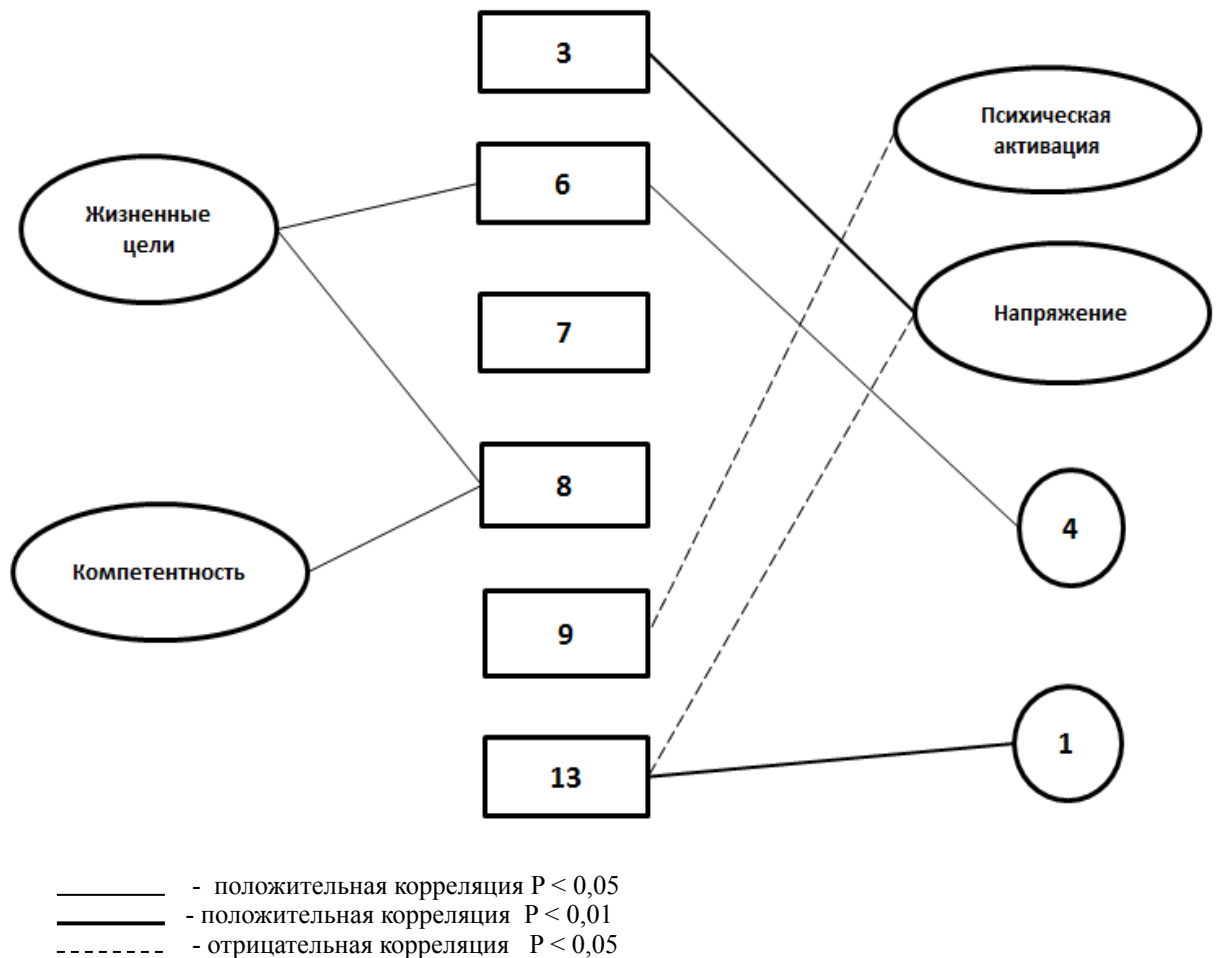 3
Психическая
активация
6
Жизненные
цели
Напряжение
7
8
4
Компетентность
9
13
1
- положительная корреляция P < 0,05
- положительная корреляция P < 0,01
- отрицательная корреляция P < 0,05